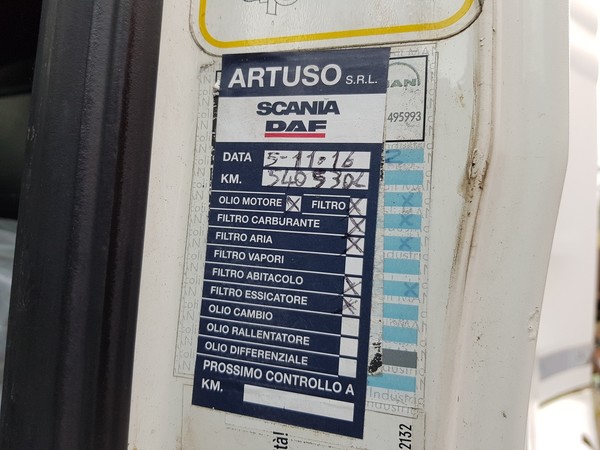 ARTUSO S.R.L.
SCANIA
DAF
MAN
495993
DATA 5-11-16
KM.
OLIO MOTORE X FILTRO X
FILTRO CARBURANTE X
FILTRO ARIA X
FILTRO VAPORI
FILTRO ABITACOLO X
FILTRO ESSICATORE X
OLIO CAMBIO
OLIO RALLENTATORE
OLIO DIFFERENZIALE
PROSSIMO CONTROLLO A
KM.
2132